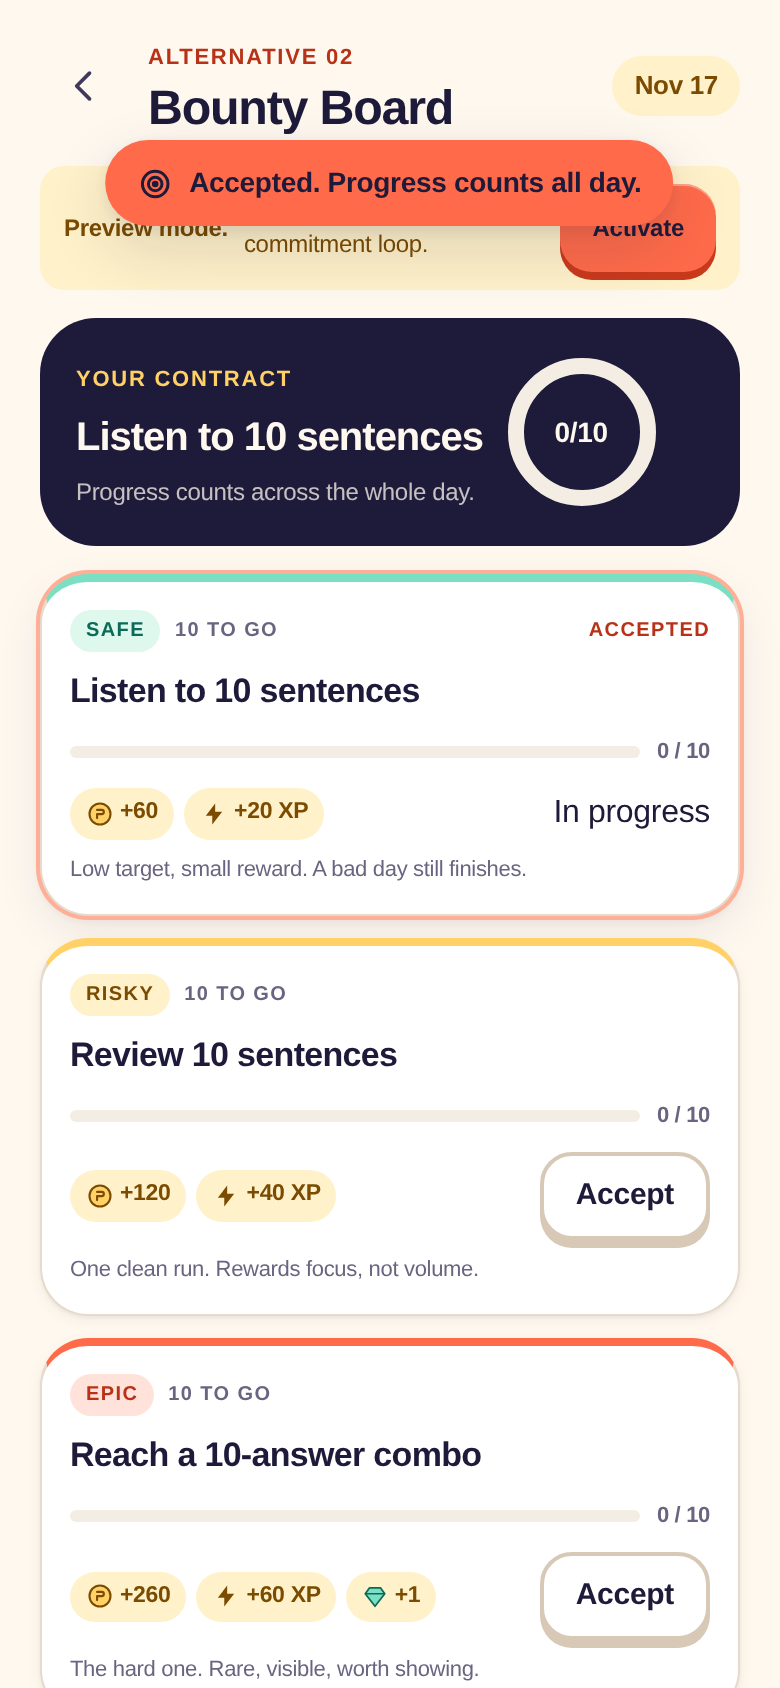 ALTERNATIVE 02
Bounty Board
Nov 17
Accepted. Progress counts all day.
Preview mode.
commitment loop.
Activate
YOUR CONTRACT
Listen to 10 sentences
Progress counts across the whole day.
0/10
SAFE
10 TO GO
ACCEPTED
Listen to 10 sentences
0 / 10
+60
+20 XP
In progress
Low target, small reward. A bad day still finishes.
RISKY
10 TO GO
Review 10 sentences
0 / 10
+120
+40 XP
Accept
One clean run. Rewards focus, not volume.
EPIC
10 TO GO
Reach a 10-answer combo
0 / 10
+260
+60 XP
+1
Accept
The hard one. Rare, visible, worth showing.